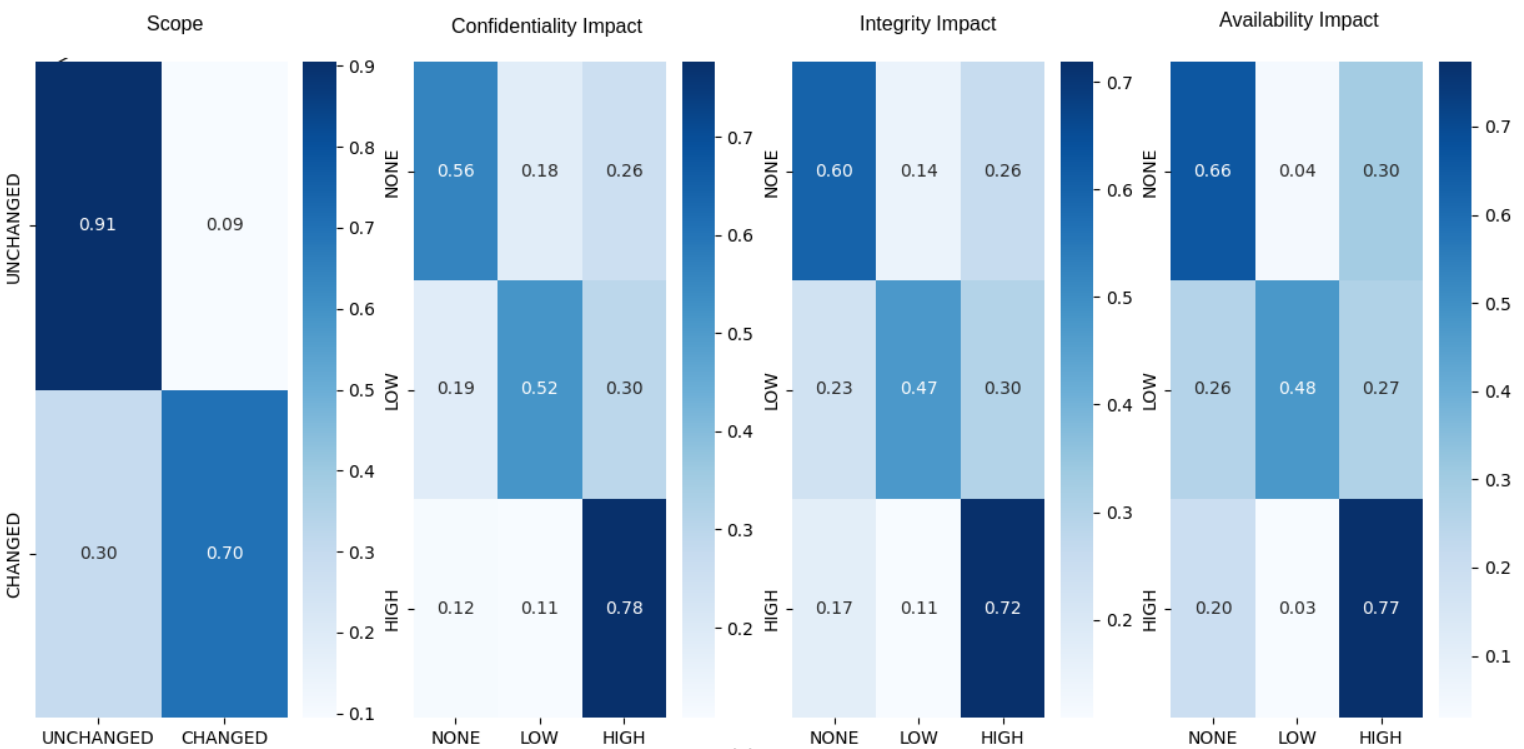 Scope
UNCHANGED
CHANGED
0.91
0.09
0.30
0.70
UNCHANGED CHANGED
0.9
0.8
0.7
0.6
0.5
0.4
0.3
0.2
0.1
Confidentiality Impact
NONE
LOW
HIGH
0.56 0.18 0.26
0.19 0.52 0.30
0.12 0.11 0.78
NONE LOW HIGH
0.7
0.6
0.5
0.4
0.3
0.2
Integrity Impact
NONE
LOW
HIGH
0.60 0.14 0.26
0.23 0.47 0.30
0.17 0.11 0.72
NONE LOW HIGH
0.7
0.6
0.5
0.4
0.3
0.2
Availability Impact
NONE
LOW
HIGH
0.66 0.04 0.30
0.26 0.48 0.27
0.20 0.03 0.77
NONE LOW HIGH
0.7
0.6
0.5
0.4
0.3
0.2
0.1